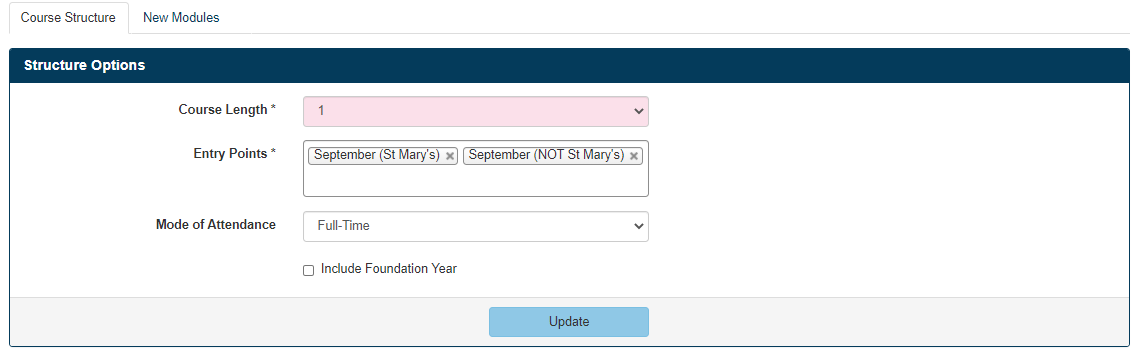 Course Structure New Modules
Structure Options
Course Length * 1
Entry Points * September (St Mary's) × September (NOT St Mary's) ×
Mode of Attendance Full-Time
Include Foundation Year
Update